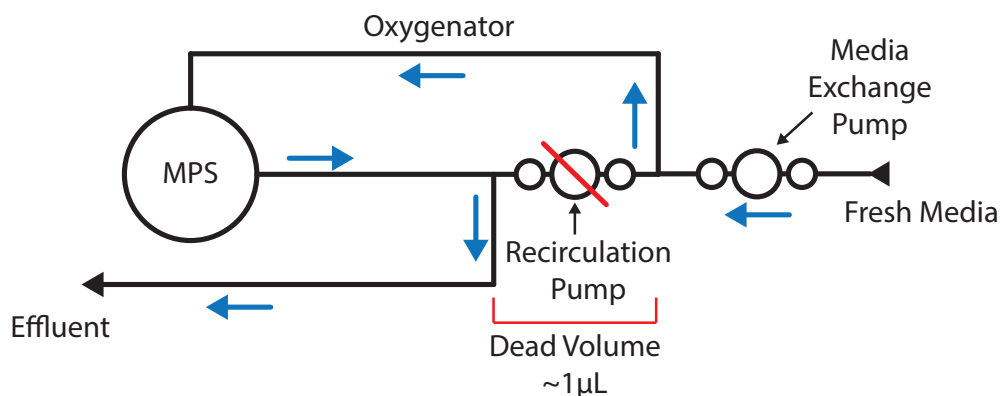 Oxygenator
Media
Exchange
Pump
MPS
Fresh Media
Recirculation
Pump
Effluent
Dead Volume
~1µL